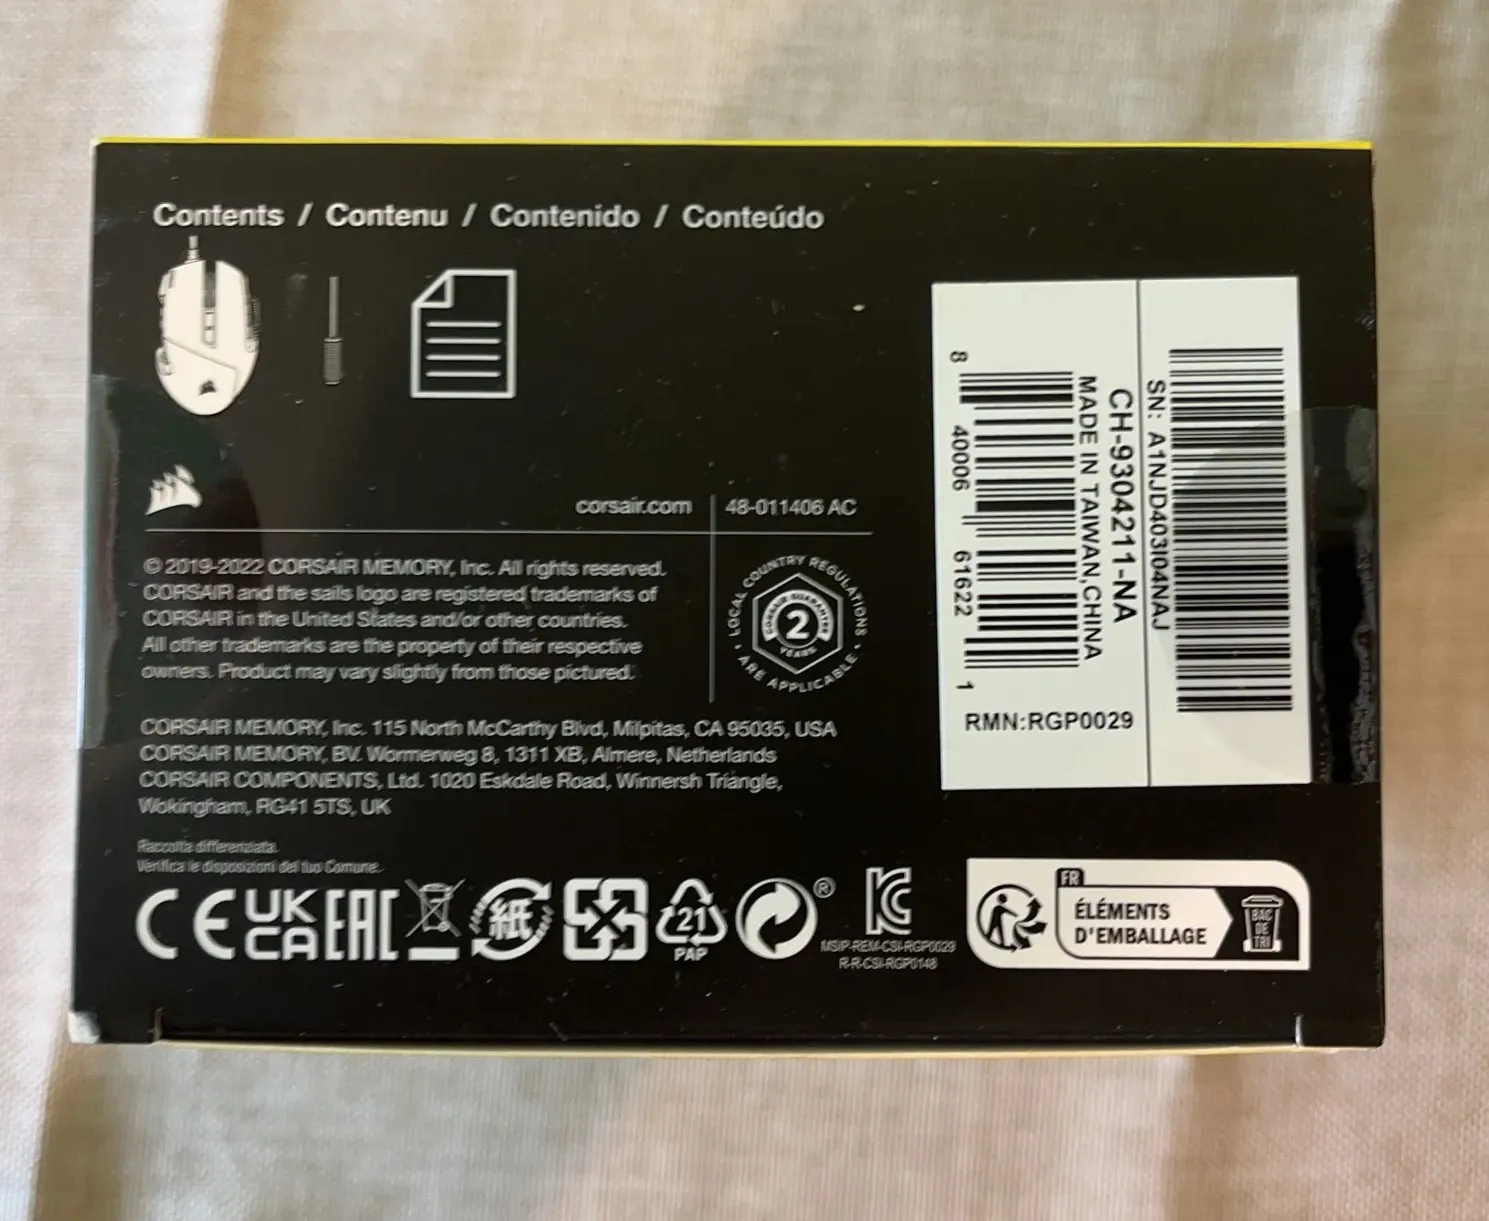 Contents / Contenu / Contenido / Conteúdo
corsair.com
48-011406 AC
© 2019-2022 CORSAIR MEMORY, Inc. All rights reserved.
CORSAIR and the sails logo are registered trademarks of
CORSAIR in the United States and/or other countries.
All other trademarks are the property of their respective
owners. Product may vary slightly from those pictured.
• LOCAL COUNTRY REGULATIONS • ARE APPLICABLE
CORSAIR GUARANTEE
2
YEARS
CORSAIR MEMORY, Inc. 115 North McCarthy Blvd, Milpitas, CA 95035, USA
CORSAIR MEMORY, BV. Wormerweg 8, 1311 XB, Almere, Netherlands
CORSAIR COMPONENTS, Ltd. 1020 Eskdale Road, Winnersh Triangle,
Wokingham, RG41 5TS, UK
Raccolta differenziata.
Verifica le disposizioni del tuo Comune.
CE
UK
CA
EAC
紙
21
PAP
®
KC
MSIP-REM-CSI-RGP0029
R-R-CSI-RGP0148
FR
ÉLÉMENTS
D'EMBALLAGE
BAC
DE
TRI
SN: A1NJD403I04NAJ
CH-9304211-NA
MADE IN TAIWAN,CHINA
8 40006 61622 1
RMN:RGP0029